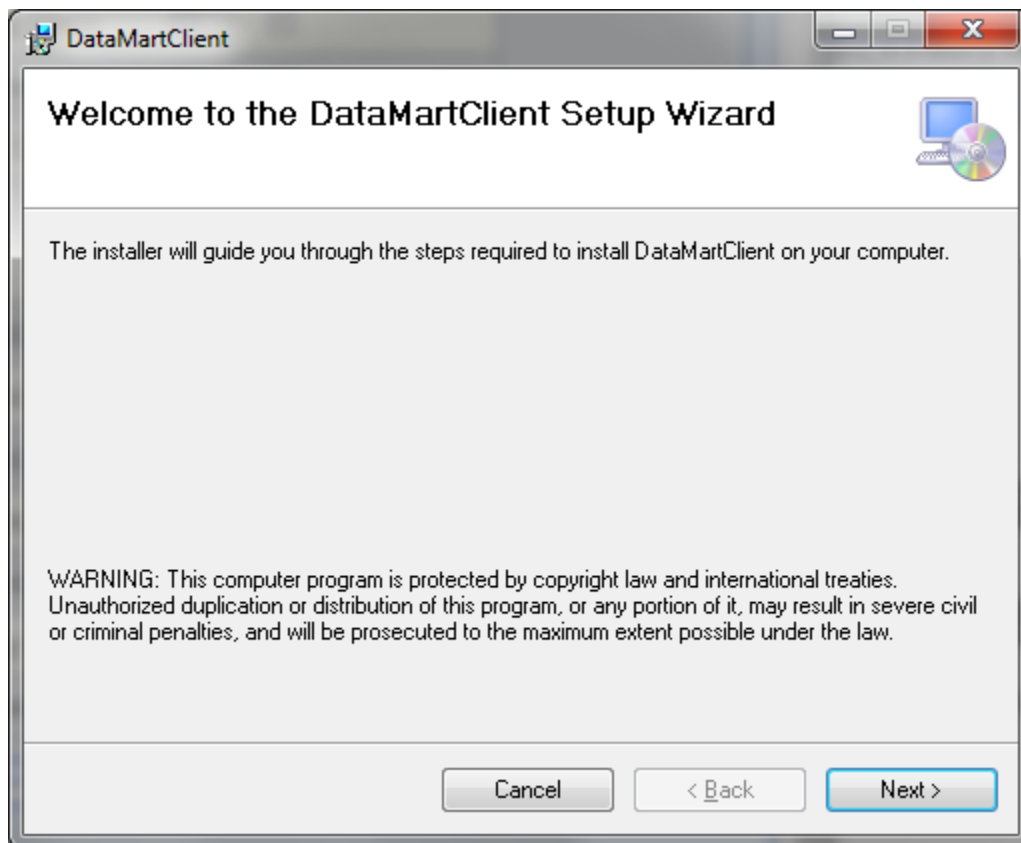 DataMartClient
Welcome to the DataMartClient Setup Wizard
The installer will guide you through the steps required to install DataMartClient on your computer.
WARNING: This computer program is protected by copyright law and international treaties.
Unauthorized duplication or distribution of this program, or any portion of it, may result in severe civil
or criminal penalties, and will be prosecuted to the maximum extent possible under the law.
Cancel < Back Next >